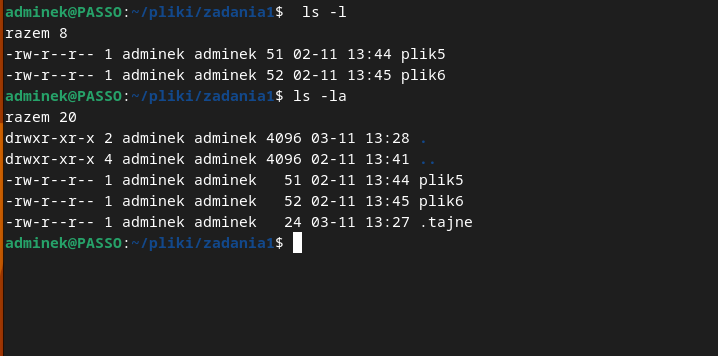 adminek@PASSO:~/pliki/zadania1$  ls -l
razem 8
-rw-r--r-- 1 adminek adminek 51 02-11 13:44 plik5
-rw-r--r-- 1 adminek adminek 52 02-11 13:45 plik6
adminek@PASSO:~/pliki/zadania1$ ls -la
razem 20
drwxr-xr-x 2 adminek adminek 4096 03-11 13:28 .
drwxr-xr-x 4 adminek adminek 4096 02-11 13:41 ..
-rw-r--r-- 1 adminek adminek   51 02-11 13:44 plik5
-rw-r--r-- 1 adminek adminek   52 02-11 13:45 plik6
-rw-r--r-- 1 adminek adminek   24 03-11 13:27 .tajne
adminek@PASSO:~/pliki/zadania1$